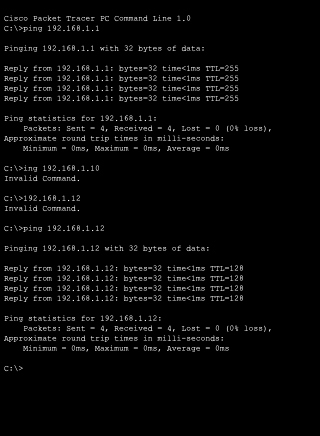 Cisco Packet Tracer PC Command Line 1.0
C:\>ping 192.168.1.1
Pinging 192.168.1.1 with 32 bytes of data:
Reply from 192.168.1.1: bytes=32 time<1ms TTL=255
Reply from 192.168.1.1: bytes=32 time<1ms TTL=255
Reply from 192.168.1.1: bytes=32 time<1ms TTL=255
Reply from 192.168.1.1: bytes=32 time<1ms TTL=255
Ping statistics for 192.168.1.1:
Packets: Sent = 4, Received = 4, Lost = 0 (0% loss),
Approximate round trip times in milli-seconds:
Minimum = 0ms, Maximum = 0ms, Average = 0ms
C:\>ing 192.168.1.10
Invalid Command.
C:\>192.168.1.12
Invalid Command.
C:\>ping 192.168.1.12
Pinging 192.168.1.12 with 32 bytes of data:
Reply from 192.168.1.12: bytes=32 time<1ms TTL=128
Reply from 192.168.1.12: bytes=32 time<1ms TTL=128
Reply from 192.168.1.12: bytes=32 time<1ms TTL=128
Reply from 192.168.1.12: bytes=32 time<1ms TTL=128
Ping statistics for 192.168.1.12:
Packets: Sent = 4, Received = 4, Lost = 0 (0% loss),
Approximate round trip times in milli-seconds:
Minimum = 0ms, Maximum = 0ms, Average = 0ms
C:\>